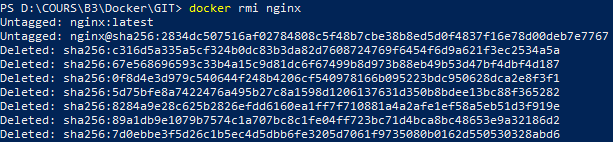 PS D:\COURS\B3\Docker\GIT> docker rmi nginx
Untagged: nginx:latest
Untagged: nginx@sha256:2834dc507516af02784808c5f48b7cbe38b8ed5d0f4837f16e78d00deb7e7767
Deleted: sha256:c316d5a335a5cf324b0dc83b3da82d7608724769f6454f6d9a621f3ec2534a5a
Deleted: sha256:67e568696593c33b4a15c9d81dc6f67499b8d973b88eb49b53d47bf4dbf4d187
Deleted: sha256:0f8d4e3d979c540644f248b4206cf540978166b095223bdc950628dca2e8f3f1
Deleted: sha256:5d75bfe8a7422476a495b27c8a1598d1206137631d350b8bdee13bc88f365282
Deleted: sha256:8284a9e28c625b2826efdd6160ea1ff7f710881a4a2afe1ef58a5eb51d3f919e
Deleted: sha256:89a1db9e1079b7574c1a707bc8c1fe04ff723bc71d4bca8bc48653e9a32186d2
Deleted: sha256:7d0ebbe3f5d26c1b5ec4d5dbb6fe3205d7061f9735080b0162d550530328abd6